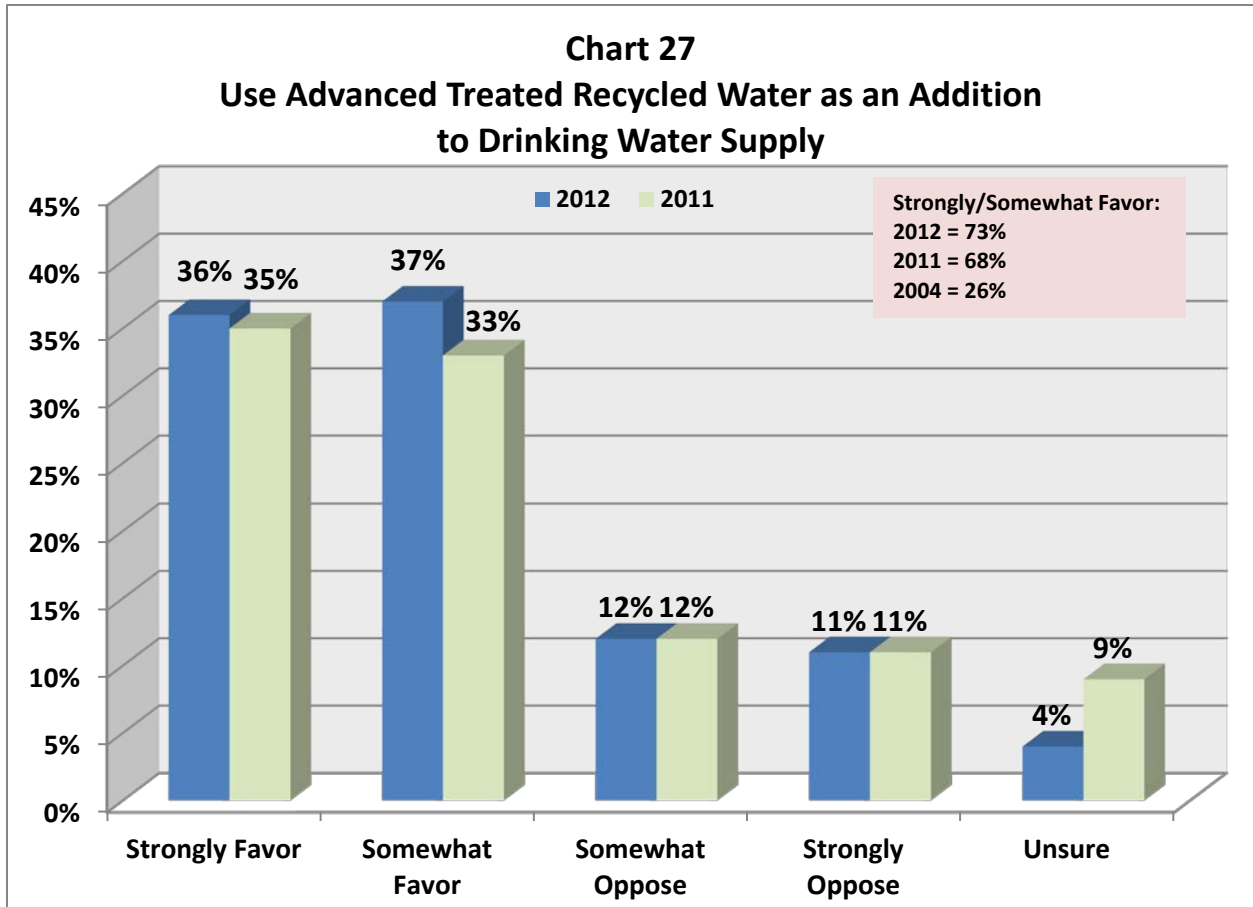 Chart 27
Use Advanced Treated Recycled Water as an Addition
to Drinking Water Supply
2012 2011
Strongly/Somewhat Favor:
2012 = 73%
2011 = 68%
2004 = 26%
45%
40%
35%
30%
25%
20%
15%
10%
5%
0%
36% 35%
37% 33%
12% 12%
11% 11%
4% 9%
Strongly Favor
Somewhat
Favor
Somewhat
Oppose
Strongly
Oppose
Unsure